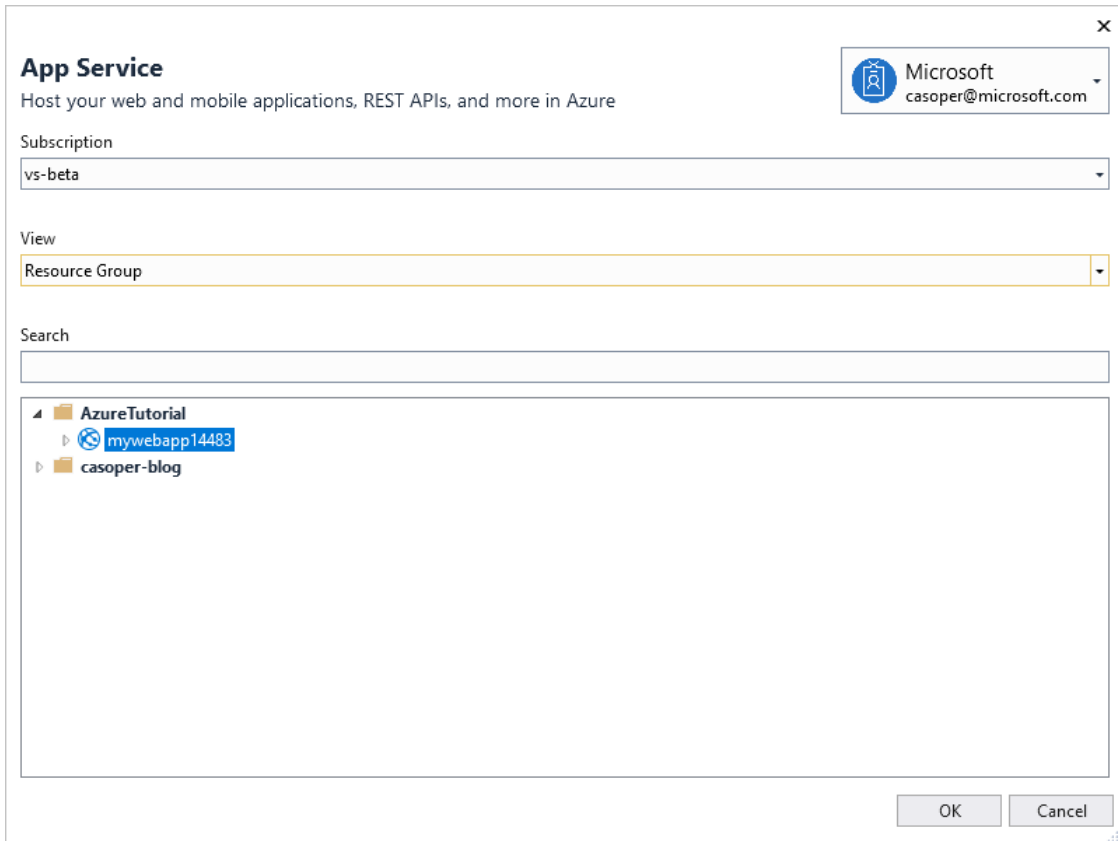 App Service
Host your web and mobile applications, REST APIs, and more in Azure
Microsoft
casoper@microsoft.com
Subscription
vs-beta
View
Resource Group
Search
AzureTutorial
mywebapp14483
casoper-blog
OK
Cancel